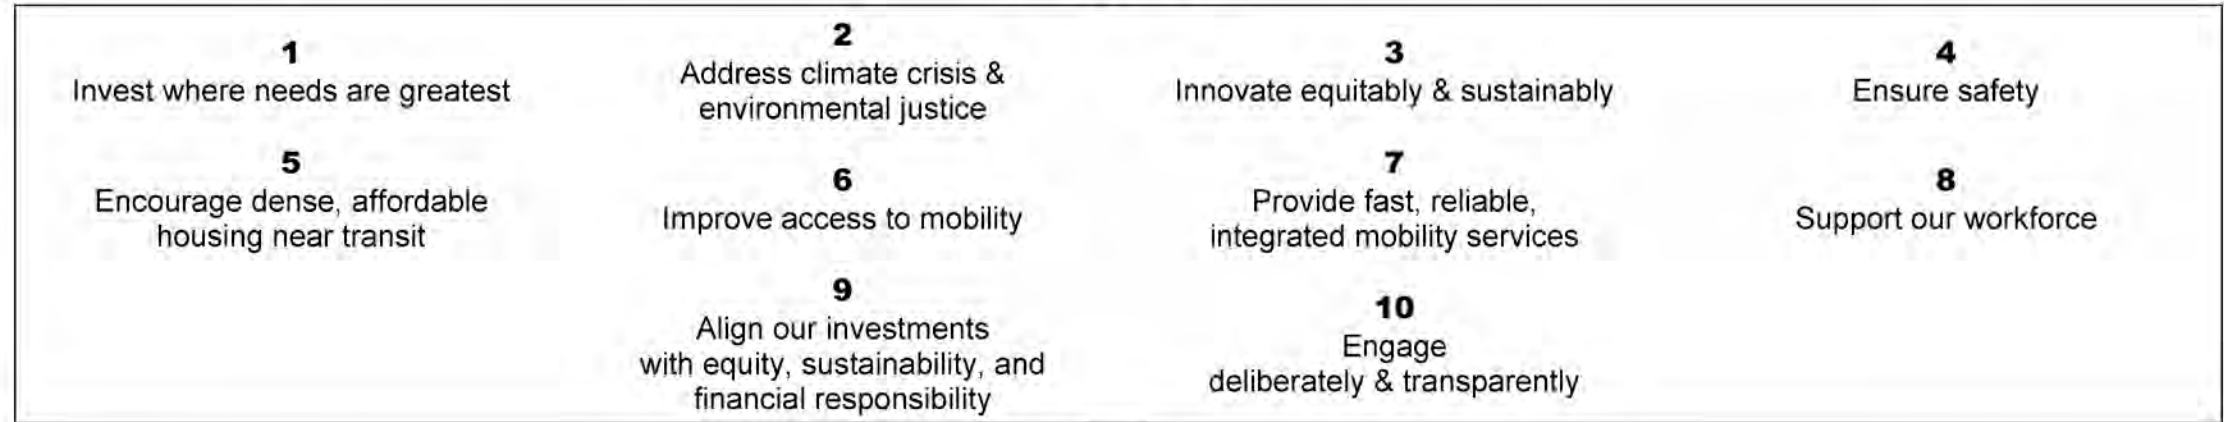 1
Invest where needs are greatest
2
Address climate crisis &
environmental justice
3
Innovate equitably & sustainably
4
Ensure safety
5
Encourage dense, affordable
housing near transit
6
Improve access to mobility
7
Provide fast, reliable,
integrated mobility services
8
Support our workforce
9
Align our investments
with equity, sustainability, and
financial responsibility
10
Engage
deliberately & transparently